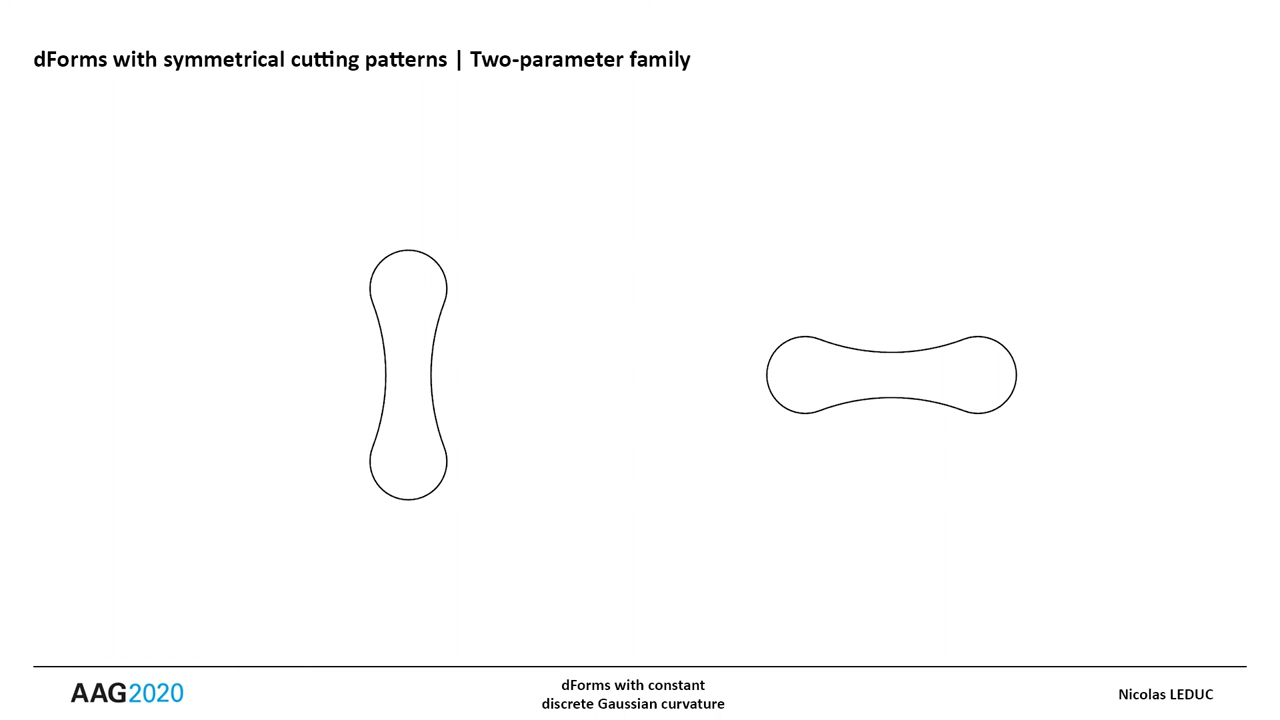 dForms with symmetrical cutting patterns | Two-parameter family
AAG2020
dForms with constant
discrete Gaussian curvature
Nicolas LEDUC